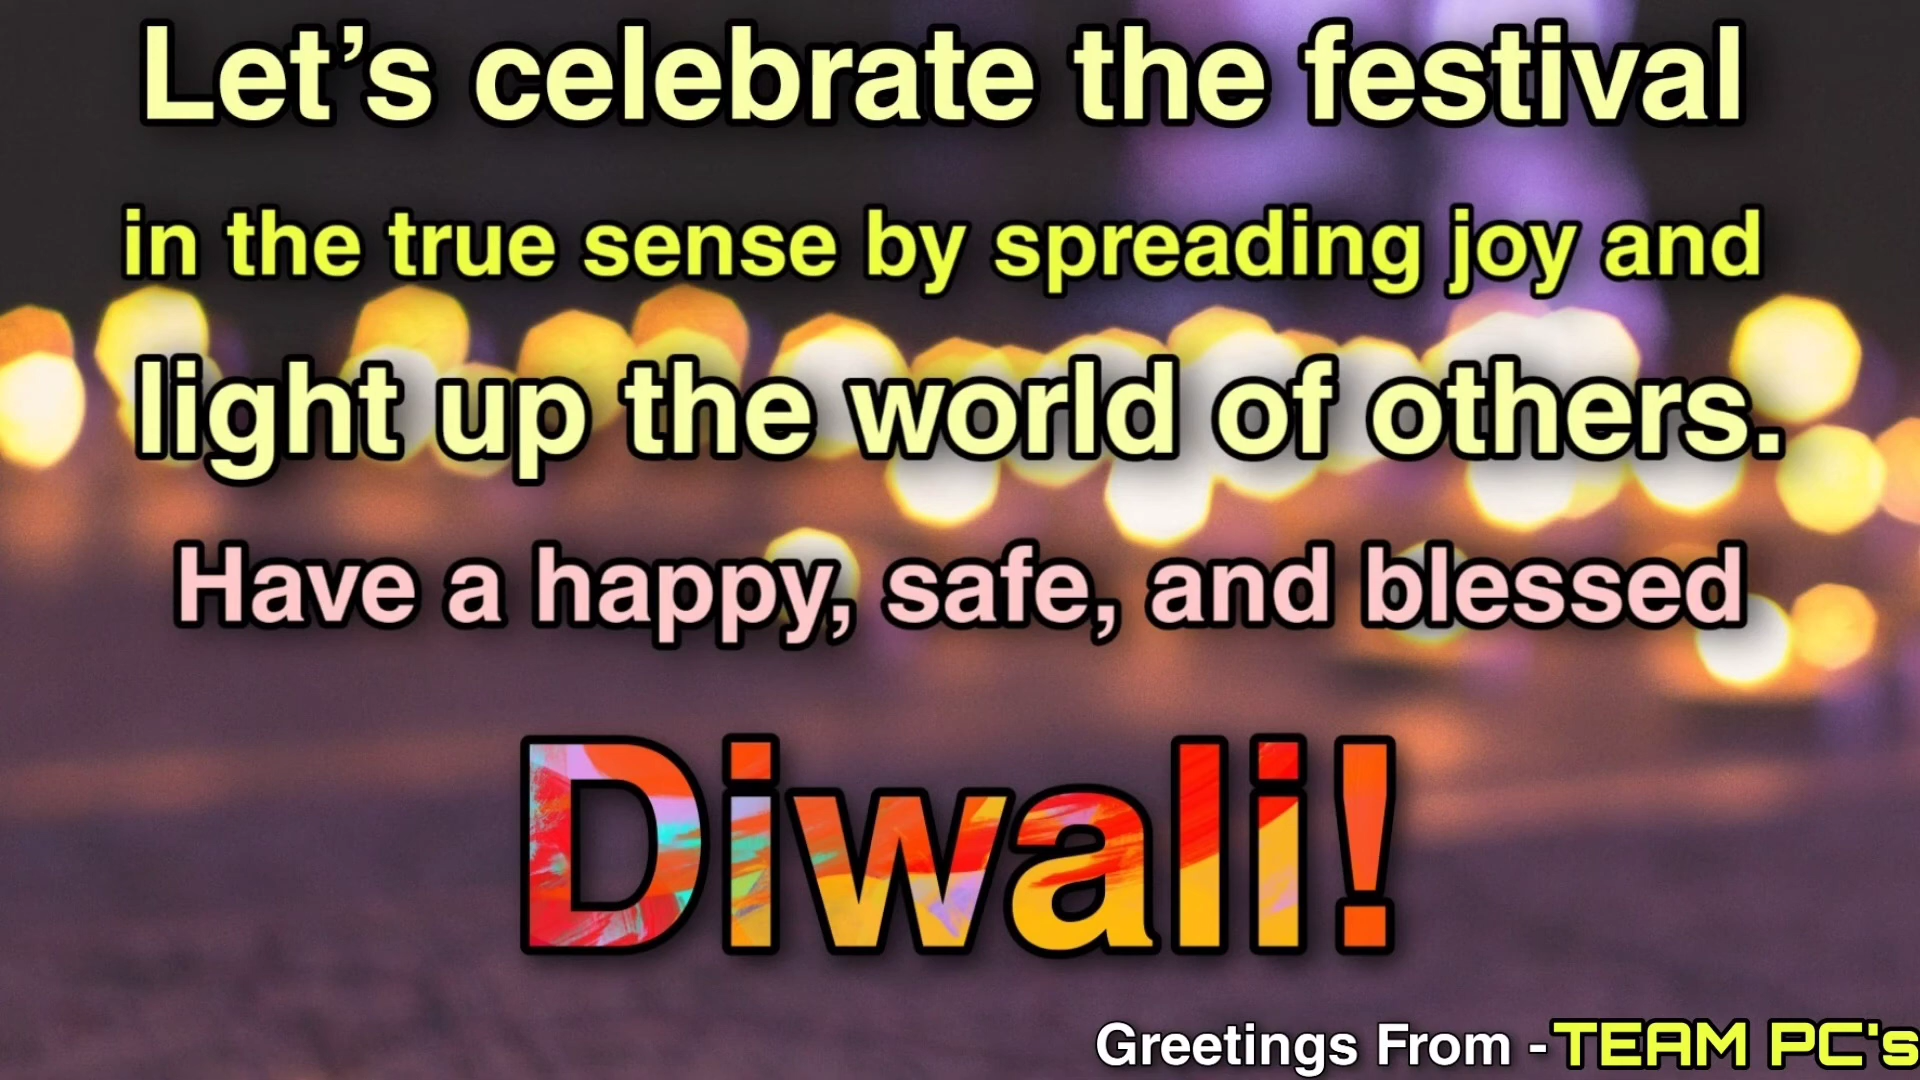 Let’s celebrate the festival
in the true sense by spreading joy and
light up the world of others.
Have a happy, safe, and blessed
Diwali!
Greetings From - TEAM PC's